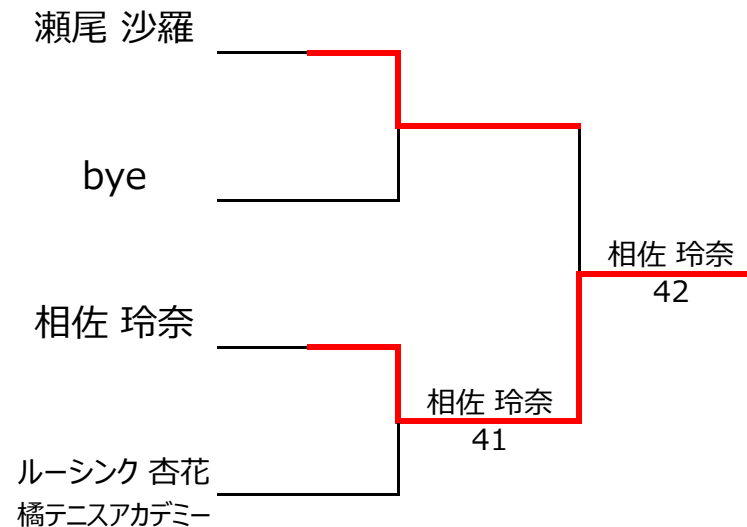 瀬尾 沙羅
bye
相佐 玲奈
42
相佐 玲奈
相佐 玲奈
41
ルーシンク 杏花
橘テニスアカデミー